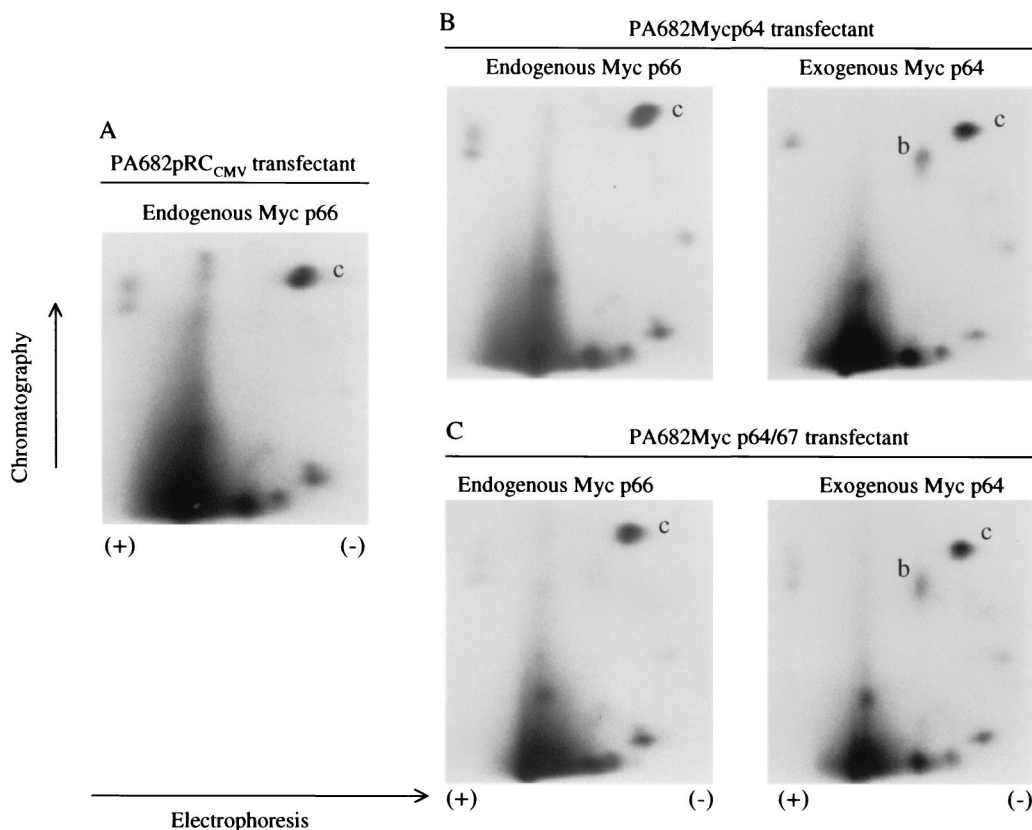 A
PA682pRCCMV transfectant
Endogenous Myc p66
c
(+) (-)
B
PA682Mycp64 transfectant
Endogenous Myc p66 Exogenous Myc p64
c
b c
C
PA682Myc p64/67 transfectant
Endogenous Myc p66 Exogenous Myc p64
c
b c
(+) (-) (+) (-)
Chromatography
Electrophoresis